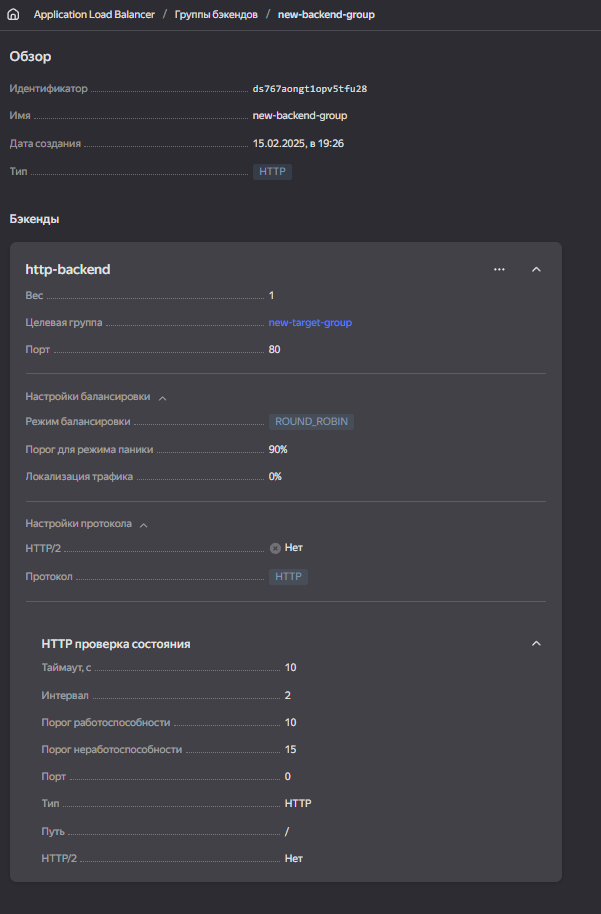 Application Load Balancer / Группы бэкендов / new-backend-group
Обзор
Идентификатор ds767aongt1opv5tfu28
Имя new-backend-group
Дата создания 15.02.2025, в 19:26
Тип HTTP
Бэкенды
http-backend
Вес 1
Целевая группа new-target-group
Порт 80
Настройки балансировки
Режим балансировки ROUND_ROBIN
Порог для режима паники 90%
Локализация трафика 0%
Настройки протокола
HTTP/2 Нет
Протокол HTTP
HTTP проверка состояния
Таймаут, с 10
Интервал 2
Порог работоспособности 10
Порог неработоспособности 15
Порт 0
Тип HTTP
Путь /
HTTP/2 Нет